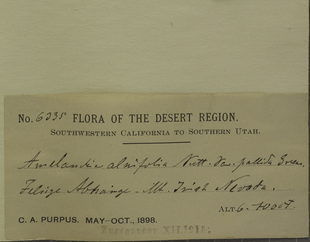 No. 6335 FLORA OF THE DESERT REGION.
SOUTHWESTERN CALIFORNIA TO SOUTHERN UTAH.
Amelanchier alnifolia Nutt. var. pallida Greene.
Felsige Abhänge. Mt. Irish Nevada.
ALT. 6-7000 FT.
C. A. PURPUS. MAY-OCT., 1898.